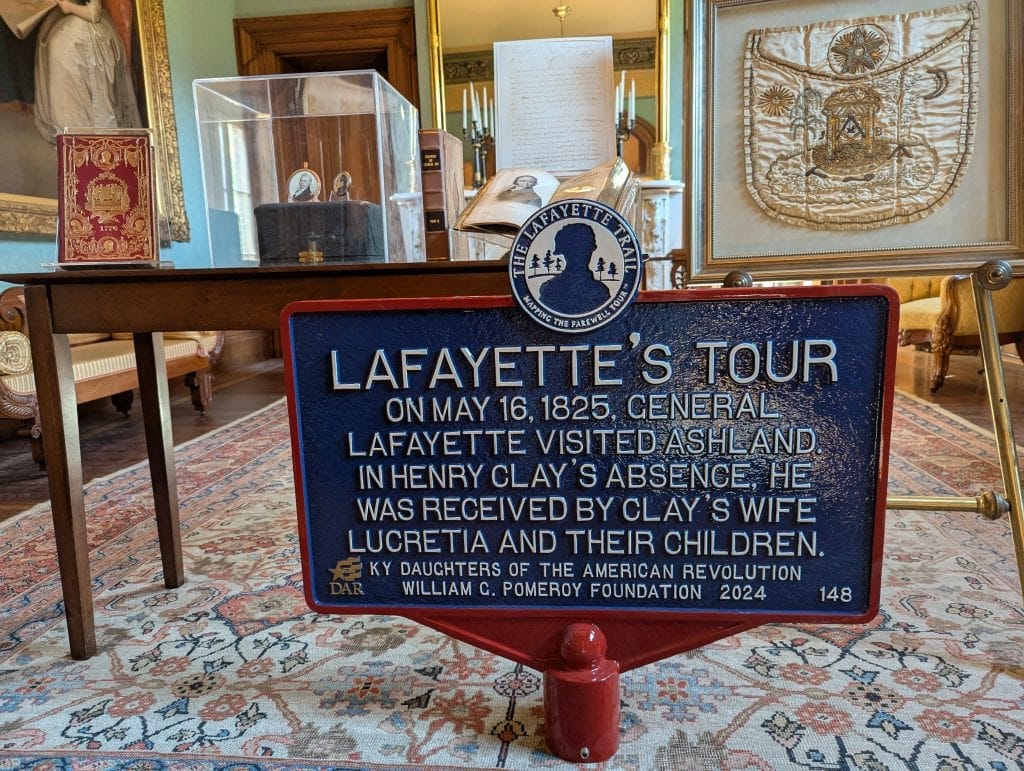 1776
THE LAFAYETTE TRAIL
MAPPING THE FAREWELL TOUR
LAFAYETTE'S TOUR
ON MAY 16, 1825, GENERAL
LAFAYETTE VISITED ASHLAND.
IN HENRY CLAY'S ABSENCE, HE
WAS RECEIVED BY CLAY'S WIFE
LUCRETIA AND THEIR CHILDREN.
DAR
KY DAUGHTERS OF THE AMERICAN REVOLUTION
WILLIAM G. POMEROY FOUNDATION 2024 148